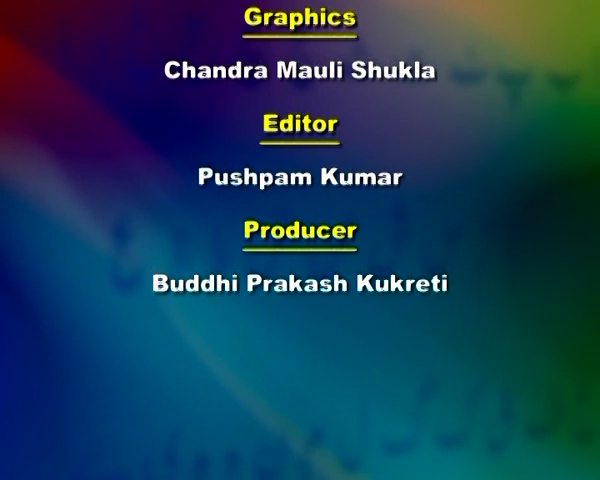 Graphics
Chandra Mauli Shukla
Editor
Pushpam Kumar
Producer
Buddhi Prakash Kukreti